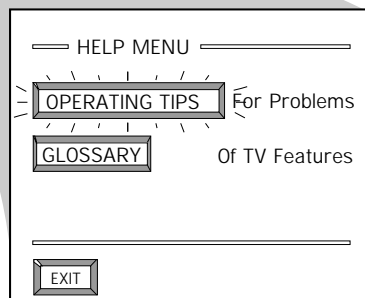 HELP MENU
OPERATING TIPS For Problems
GLOSSARY Of TV Features
EXIT